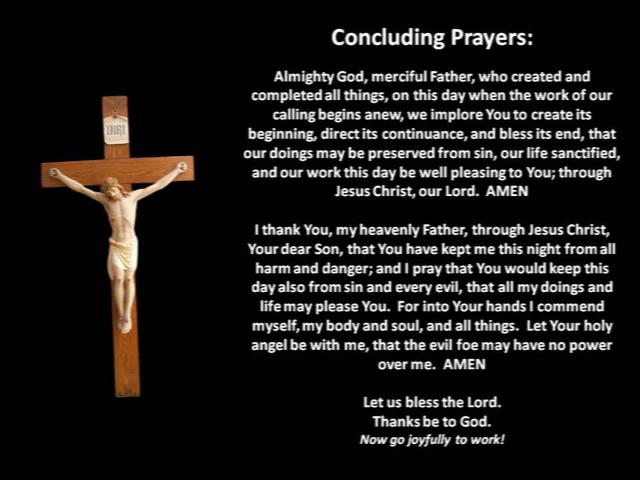 Concluding Prayers:
INRI
Almighty God, merciful Father, who created and
completed all things, on this day when the work of our
calling begins anew, we implore You to create its
beginning, direct its continuance, and bless its end, that
our doings may be preserved from sin, our life sanctified,
and our work this day be well pleasing to You; through
Jesus Christ, our Lord.  AMEN
I thank You, my heavenly Father, through Jesus Christ,
Your dear Son, that You have kept me this night from all
harm and danger; and I pray that You would keep this
day also from sin and every evil, that all my doings and
life may please You.  For into Your hands I commend
myself, my body and soul, and all things.  Let Your holy
angel be with me, that the evil foe may have no power
over me.  AMEN
Let us bless the Lord.
Thanks be to God.
Now go joyfully to work!